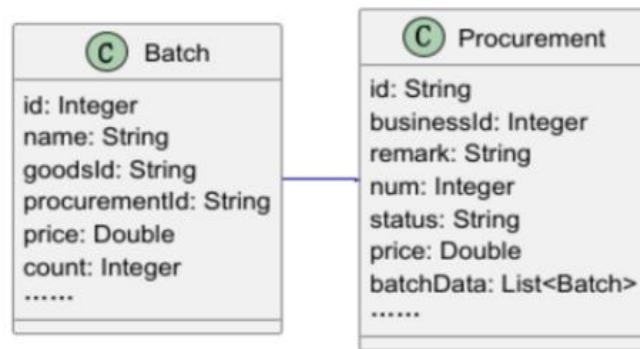 C Batch
id: Integer
name: String
goodsId: String
procurementId: String
price: Double
count: Integer
......
C Procurement
id: String
businessId: Integer
remark: String
num: Integer
status: String
price: Double
batchData: List<Batch>
......